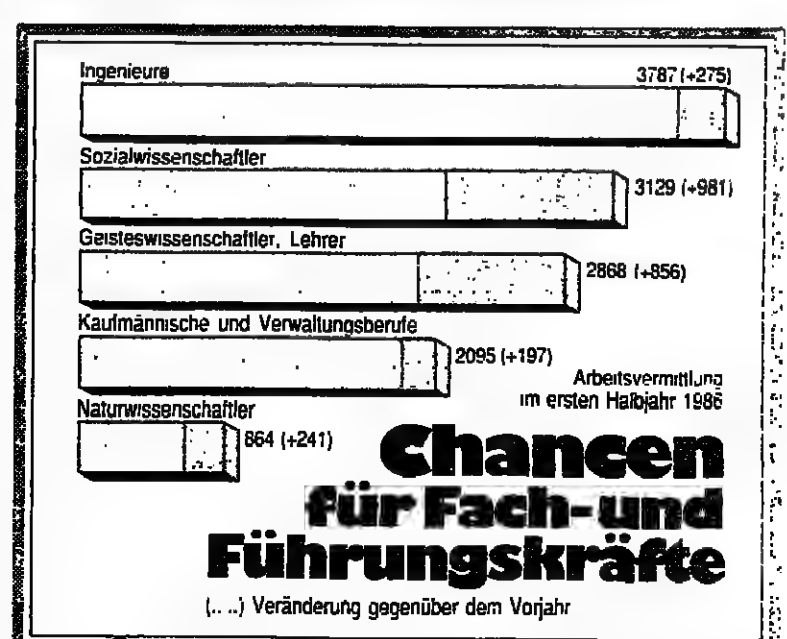 Ingenieure
3787 (+275)
Sozialwissenschaftler
3129 (+981)
Geisteswissenschaftler, Lehrer
2868 (+856)
Kaufmännische und Verwaltungsberufe
2095 (+197)
Naturwissenschaftler
864 (+241)
Arbeitsvermittlung
im ersten Halbjahr 1986
Chancen
für Fach- und
Führungskräfte
(.. ..) Veränderung gegenüber dem Vorjahr